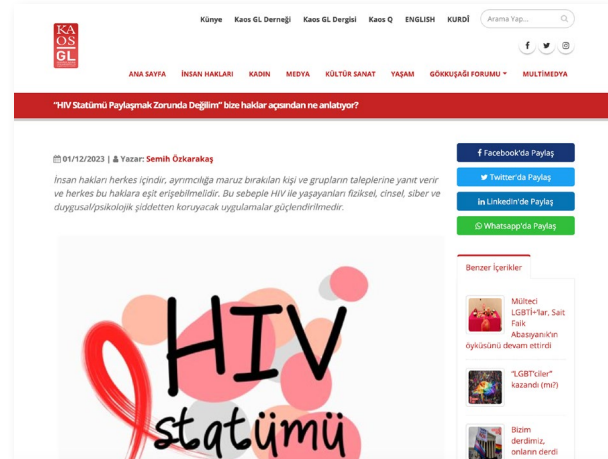 Künye Kaos GL Derneği Kaos GL Dergisi Kaos Q ENGLISH KURDÎ Arama Yap...
KA
OS
GL
ANA SAYFA İNSAN HAKLARI KADIN MEDYA KÜLTÜR SANAT YAŞAM GÖKKUŞAĞI FORUMU MULTİMEDYA
“HIV Statümü Paylaşmak Zorunda Değilim” bize haklar açısından ne anlatıyor?
01/12/2023 | Yazar: Semih Özkarakaş
İnsan hakları herkes içindir, ayrımcılığa maruz bırakılan kişi ve grupların taleplerine yanıt verir
ve herkes bu haklara eşit erişebilmelidir. Bu sebeple HIV ile yaşayanları fiziksel, cinsel, siber ve
duygusal/psikolojik şiddetten koruyacak uygulamalar güçlendirilmedir.
HIV
statümü
Facebook'da Paylaş
Twitter'da Paylaş
Linkedin'de Paylaş
Whatsapp'da Paylaş
Benzer İçerikler
Mülteci
LGBTİ+'lar, Sait
Faik
Abasıyanık'ın
öyküsünü devam ettirdi
“LGBT'ciler”
kazandı (mı?)
Bizim
derdimiz,
onların derdi